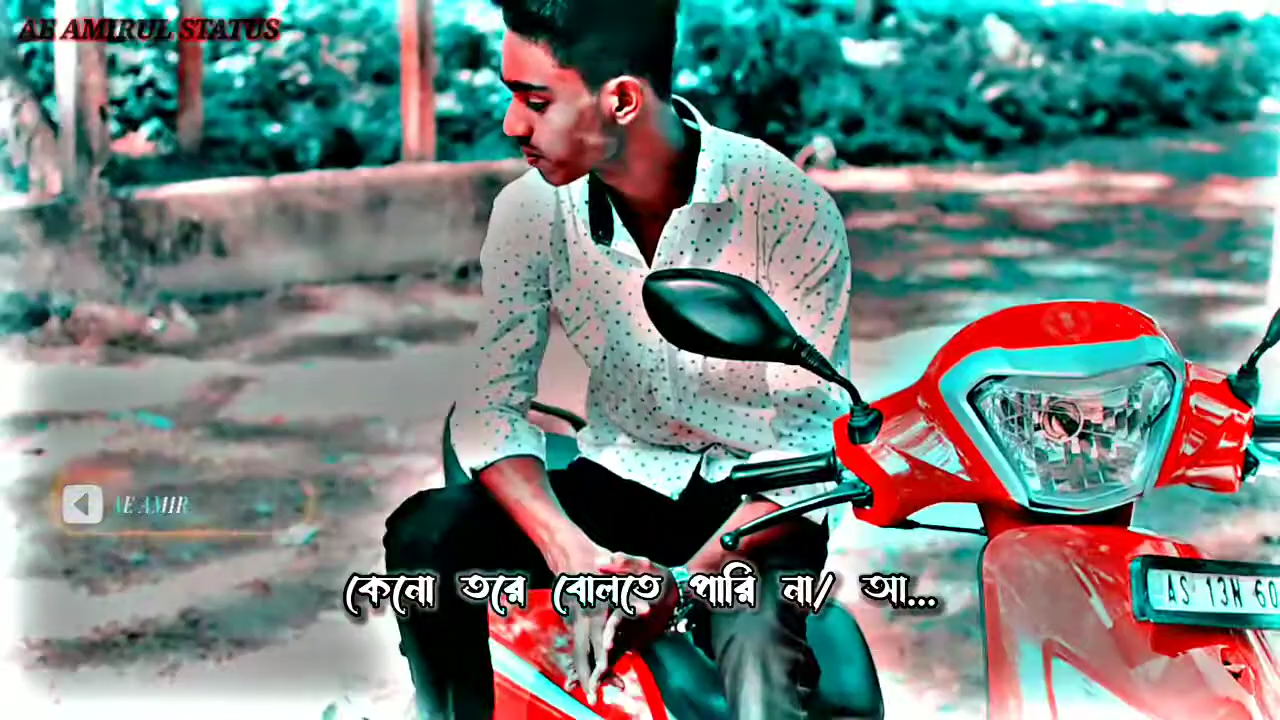 AE AMIRUL STATUS
AE AMIR
কেনো তরে বোলতে পারি না/ আ...
AS 13N 60